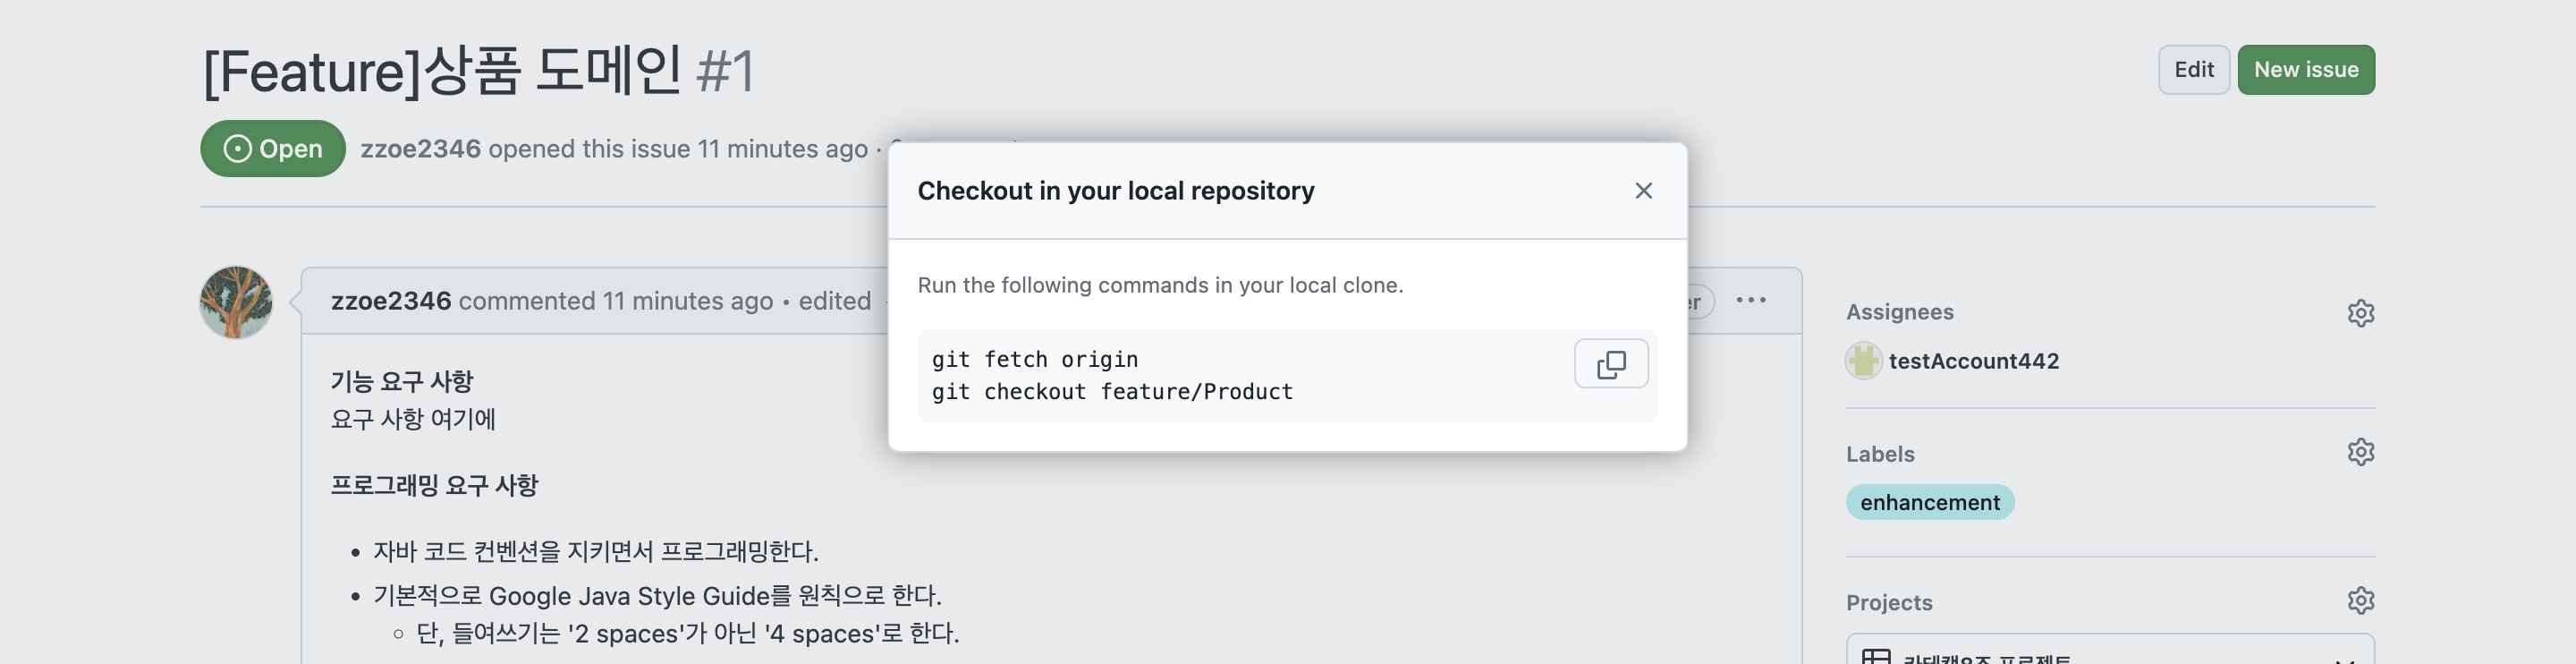 [Feature]상품 도메인 #1
Edit
New issue
Open
zzoe2346 opened this issue 11 minutes ago ·
Checkout in your local repository
Run the following commands in your local clone.
git fetch origin
git checkout feature/Product
zzoe2346 commented 11 minutes ago • edited
기능 요구 사항
요구 사항 여기에
프로그래밍 요구 사항
• 자바 코드 컨벤션을 지키면서 프로그래밍한다.
• 기본적으로 Google Java Style Guide를 원칙으로 한다.
○ 단, 들여쓰기는 '2 spaces'가 아닌 '4 spaces'로 한다.
Assignees
testAccount442
Labels
enhancement
Projects